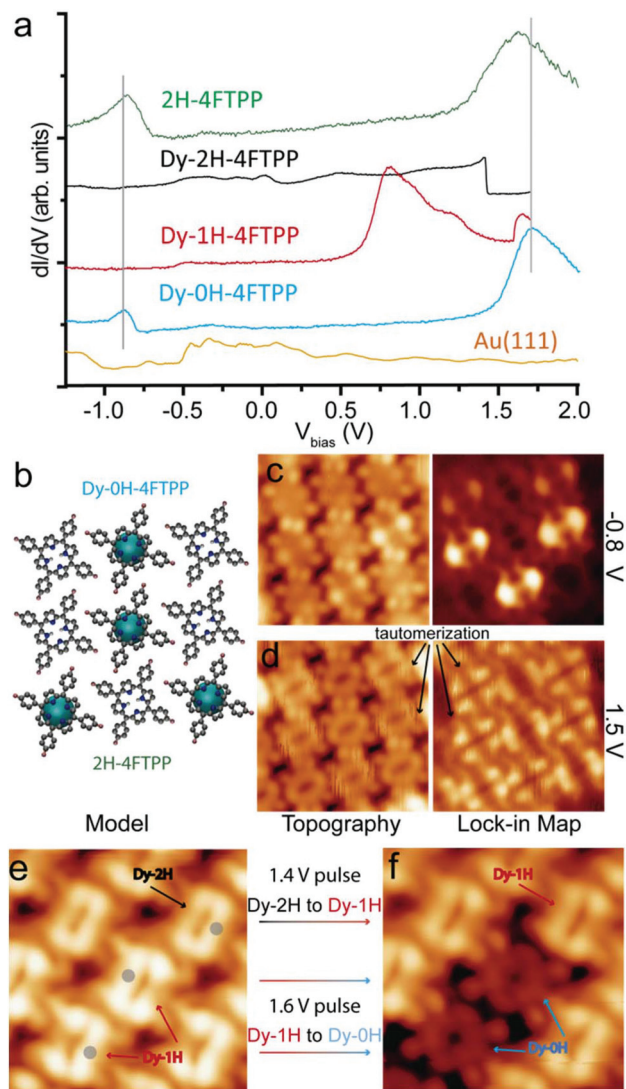 a
2H-4FTPP
Dy-2H-4FTPP
Dy-1H-4FTPP
Dy-0H-4FTPP
Au(111)
dI/dV (arb. units)
-1.0 -0.5 0.0 0.5 1.0 1.5 2.0
Vbias (V)
b
Dy-0H-4FTPP
2H-4FTPP
Model
c
-0.8 V
tautomerization
d
1.5 V
Topography
Lock-in Map
e
Dy-2H
Dy-1H
1.4 V pulse
Dy-2H to Dy-1H
1.6 V pulse
Dy-1H to Dy-0H
f
Dy-1H
Dy-0H